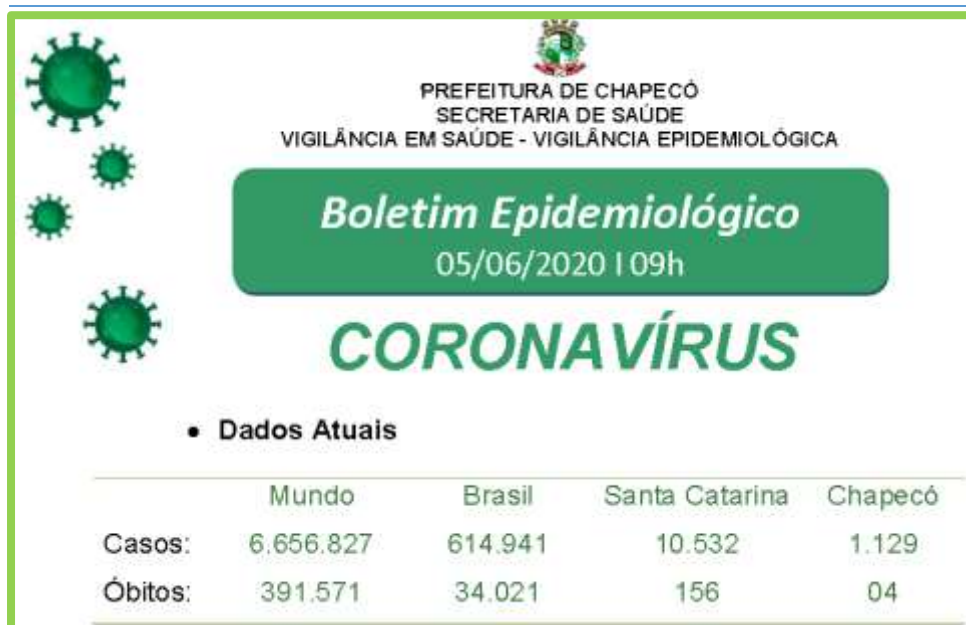 PREFEITURA DE CHAPECÓ
SECRETARIA DE SAÚDE
VIGILÂNCIA EM SAÚDE - VIGILÂNCIA EPIDEMIOLÓGICA
Boletim Epidemiológico
05/06/2020 I 09h
CORONAVÍRUS
• Dados Atuais
Mundo Brasil Santa Catarina Chapecó
Casos: 6.656.827 614.941 10.532 1.129
Óbitos: 391.571 34.021 156 04